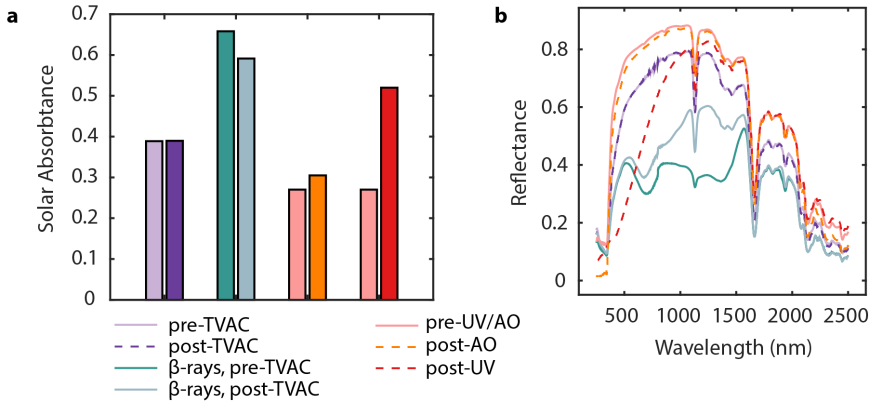 a
Solar Absorbtance
0.7
0.6
0.5
0.4
0.3
0.2
0.1
0
pre-TVAC
post-TVAC
β-rays, pre-TVAC
β-rays, post-TVAC
pre-UV/AO
post-AO
post-UV
b
Reflectance
0.8
0.6
0.4
0.2
0
500 1000 1500 2000 2500
Wavelength (nm)